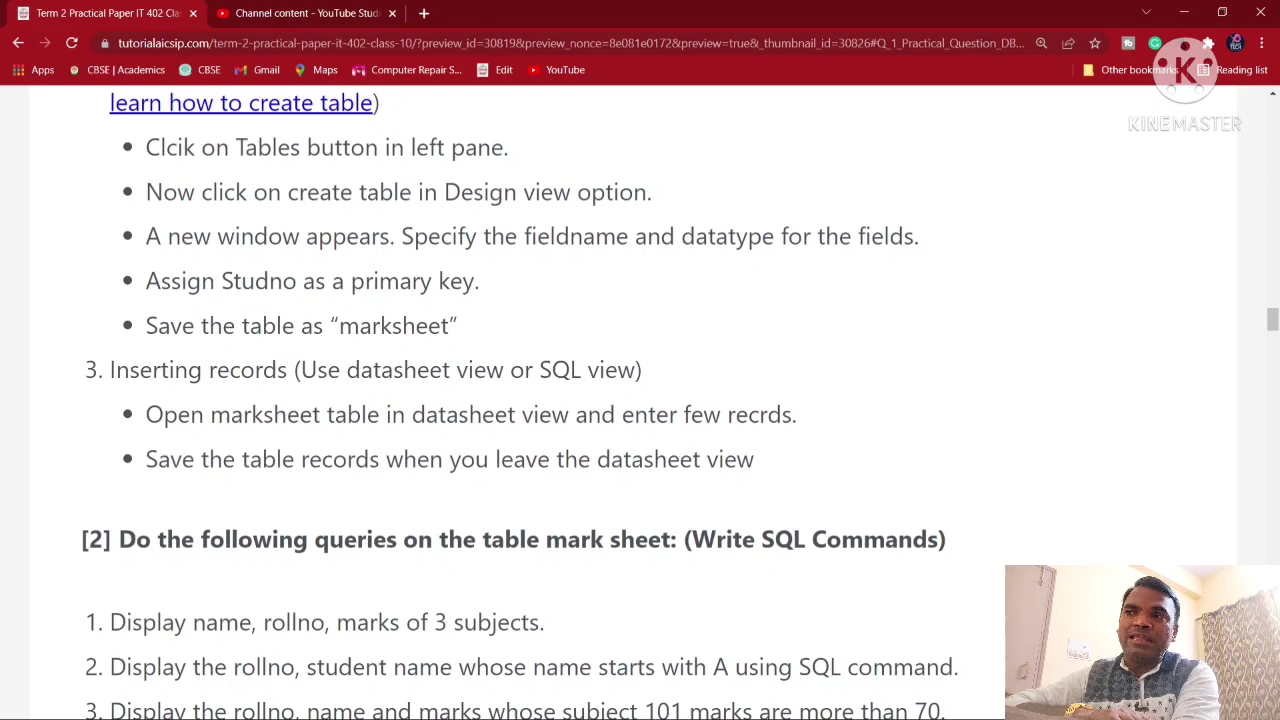 Term 2 Practical Paper IT 402 Clas
Channel content - YouTube Studi
tutorialaicsip.com/term-2-practical-paper-it-402-class-10/?preview_id=30819&preview_nonce=8e081e0172&preview=true&_thumbnail_id=30826#Q_1_Practical_Question_DB...
Apps CBSE | Academics CBSE Gmail Maps Computer Repair S... Edit YouTube Other bookmarks Reading list
K
KINEMASTER
learn how to create table)
• Clcik on Tables button in left pane.
• Now click on create table in Design view option.
• A new window appears. Specify the fieldname and datatype for the fields.
• Assign Studno as a primary key.
• Save the table as “marksheet”
3. Inserting records (Use datasheet view or SQL view)
• Open marksheet table in datasheet view and enter few recrds.
• Save the table records when you leave the datasheet view
[2] Do the following queries on the table mark sheet: (Write SQL Commands)
1. Display name, rollno, marks of 3 subjects.
2. Display the rollno, student name whose name starts with A using SQL command.
3. Display the rollno, name and marks whose subject 101 marks are more than 70.